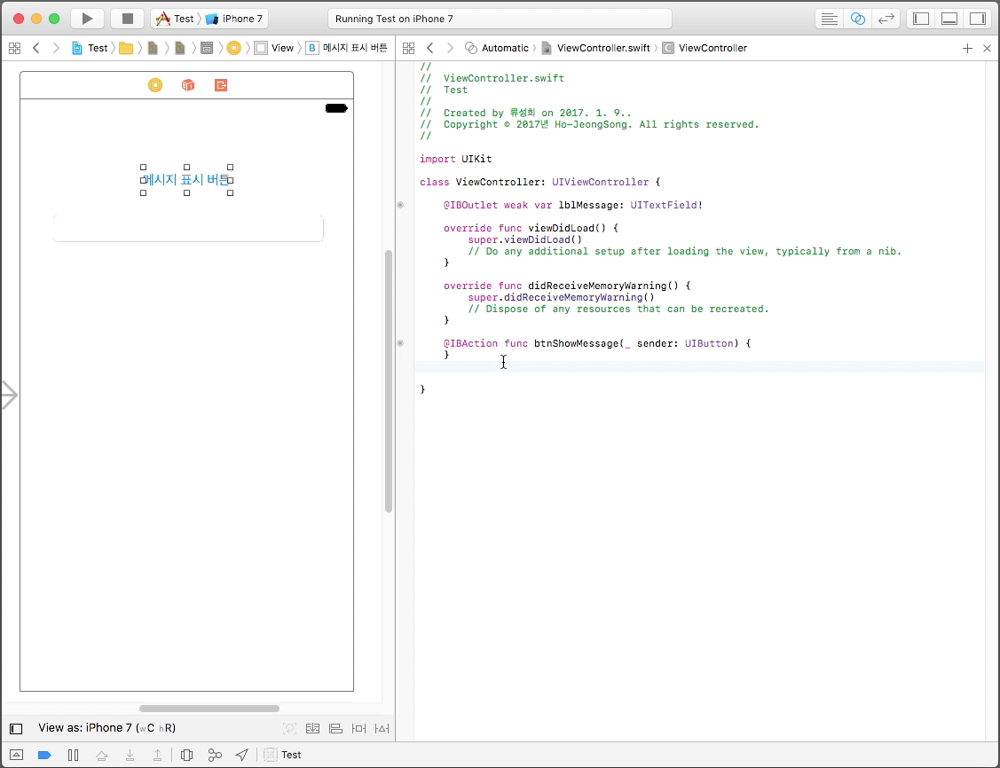 Test 〉 iPhone 7
Running Test on iPhone 7
Test 〉 View 〉 B 메시지 표시 버튼
Automatic 〉 ViewController.swift 〉 C ViewController
메시지 표시 버튼
//
//  ViewController.swift
//  Test
//
//  Created by 류성희 on 2017. 1. 9..
//  Copyright © 2017년 Ho-JeongSong. All rights reserved.
//
import UIKit
class ViewController: UIViewController {
    @IBOutlet weak var lblMessage: UITextField!
    override func viewDidLoad() {
        super.viewDidLoad()
        // Do any additional setup after loading the view, typically from a nib.
    }
    override func didReceiveMemoryWarning() {
        super.didReceiveMemoryWarning()
        // Dispose of any resources that can be recreated.
    }
    @IBAction func btnShowMessage(_ sender: UIButton) {
    }
}
View as: iPhone 7 (wC hR)
Test